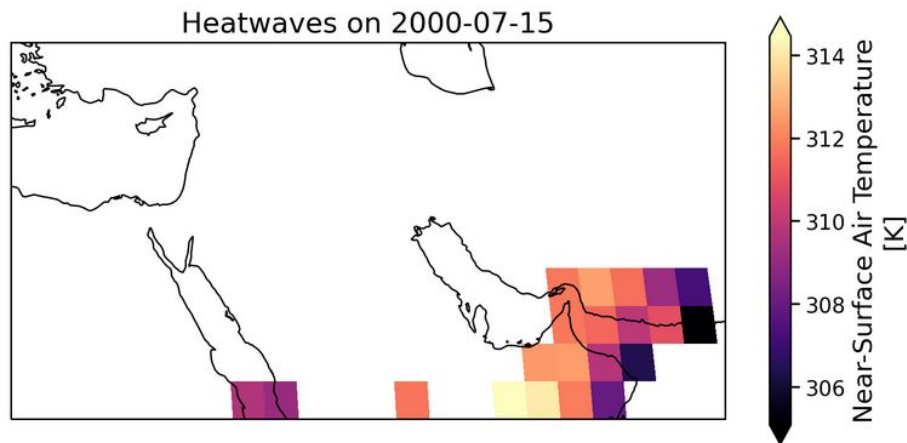 Heatwaves on 2000-07-15
314
312
310
308
306
Near-Surface Air Temperature
[K]